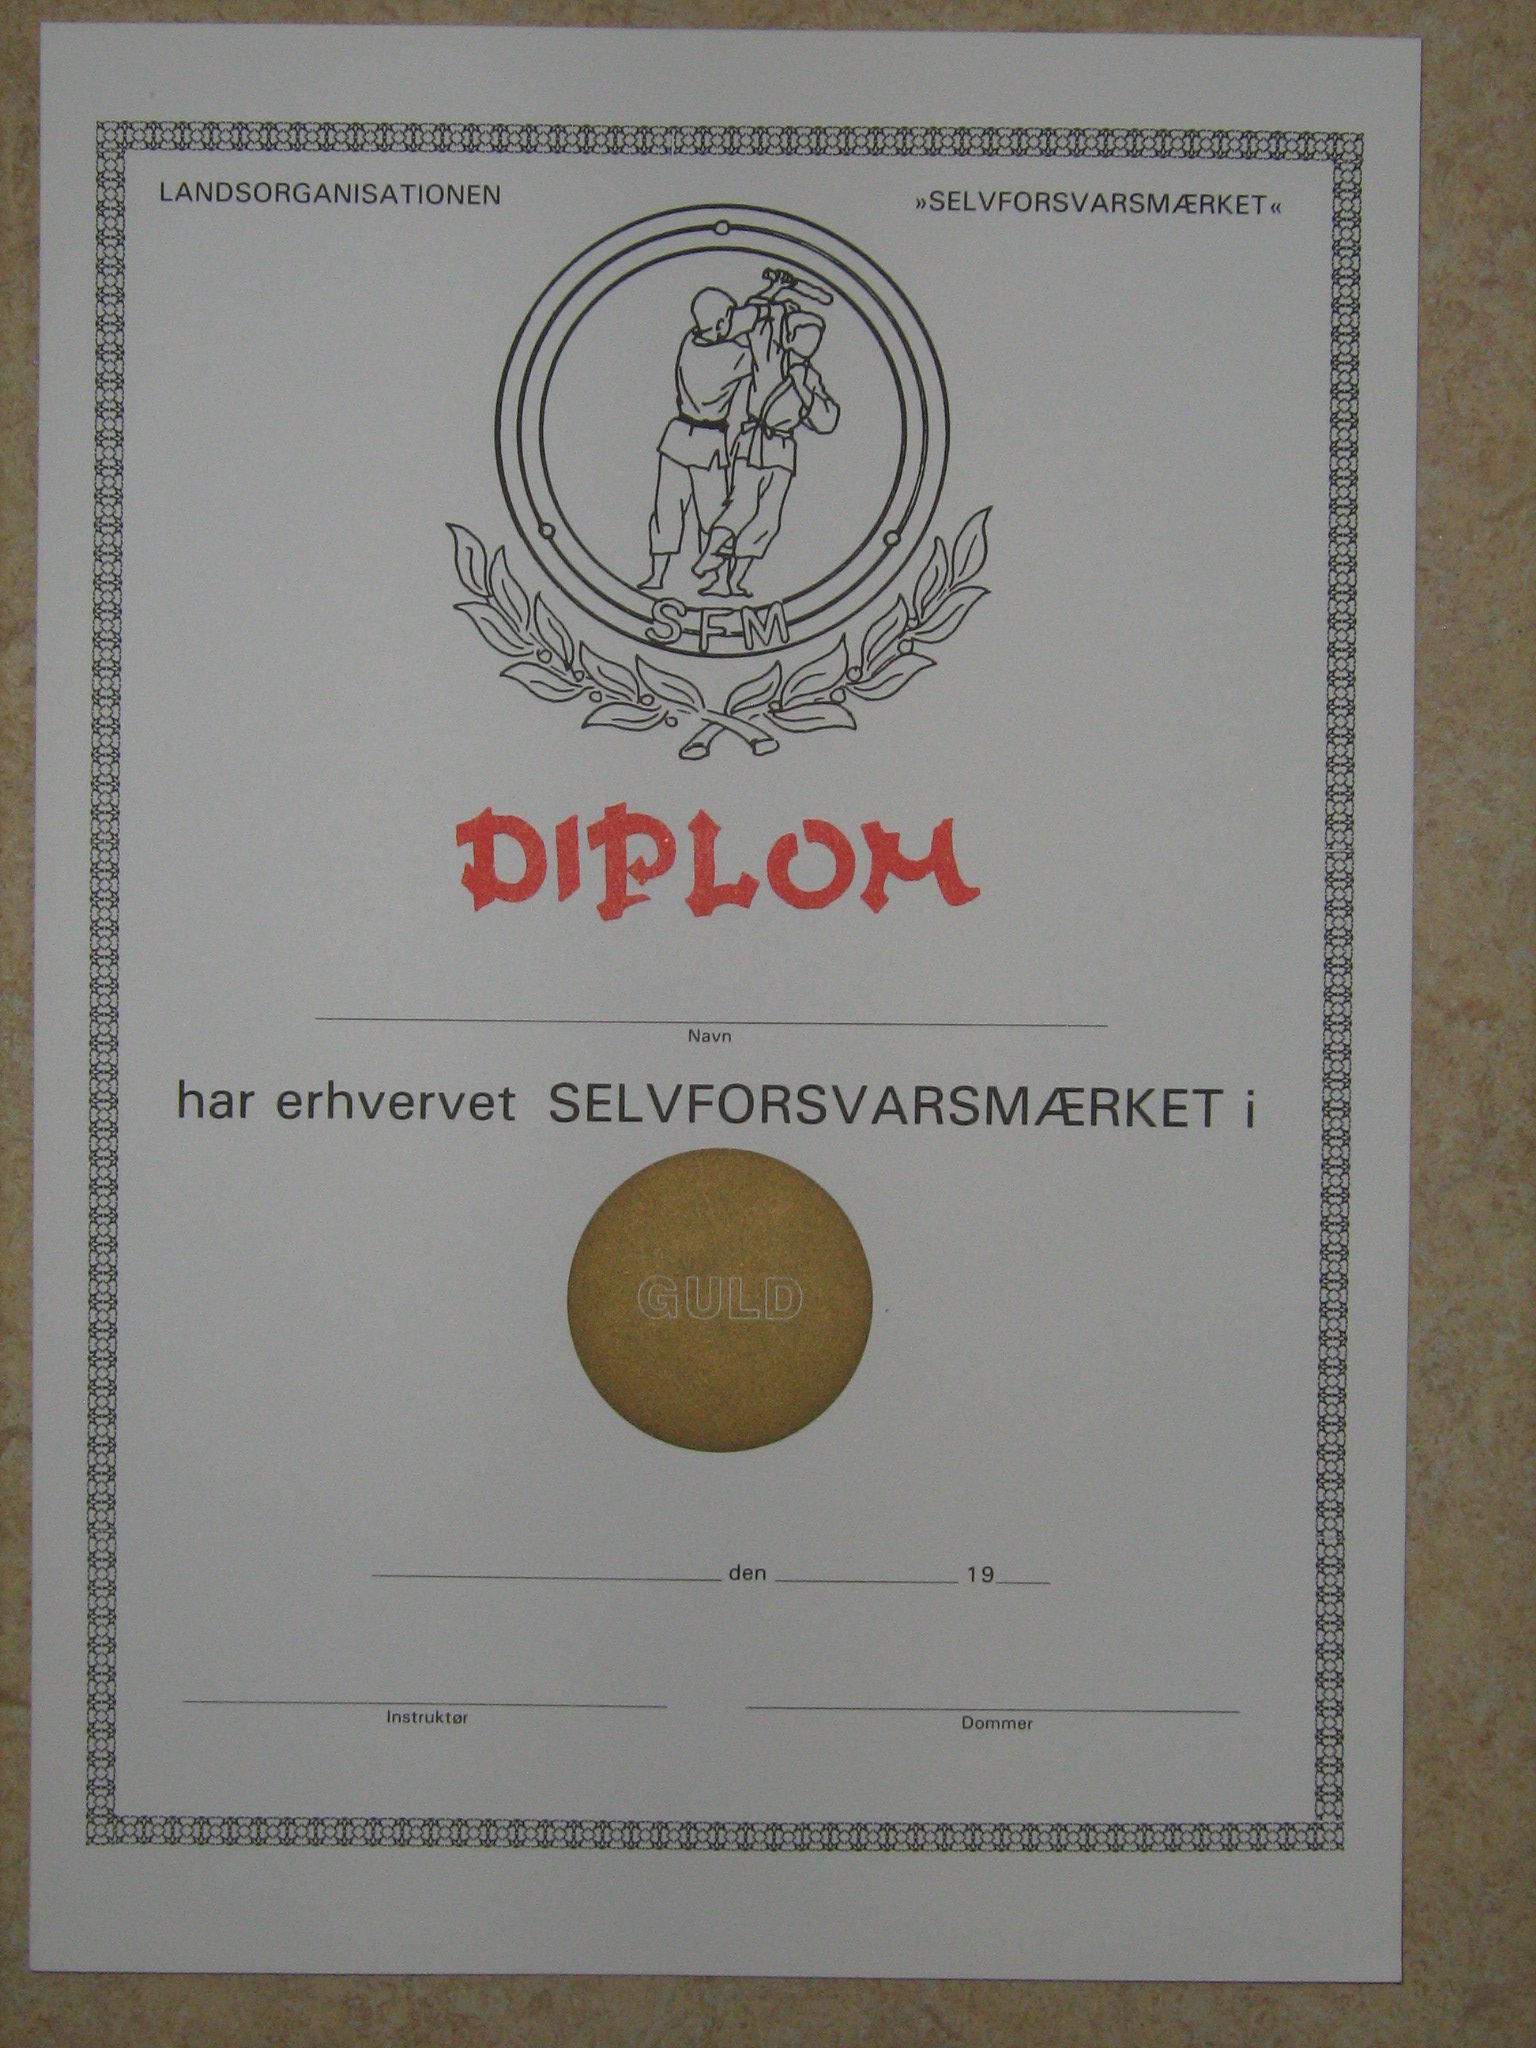 LANDSORGANISATIONEN »SELVFORSVARSMÆRKET«
SFM
DIPLOM
Navn
har erhvervet SELVFORSVARSMÆRKET i
GULD
den 19
Instruktør Dommer